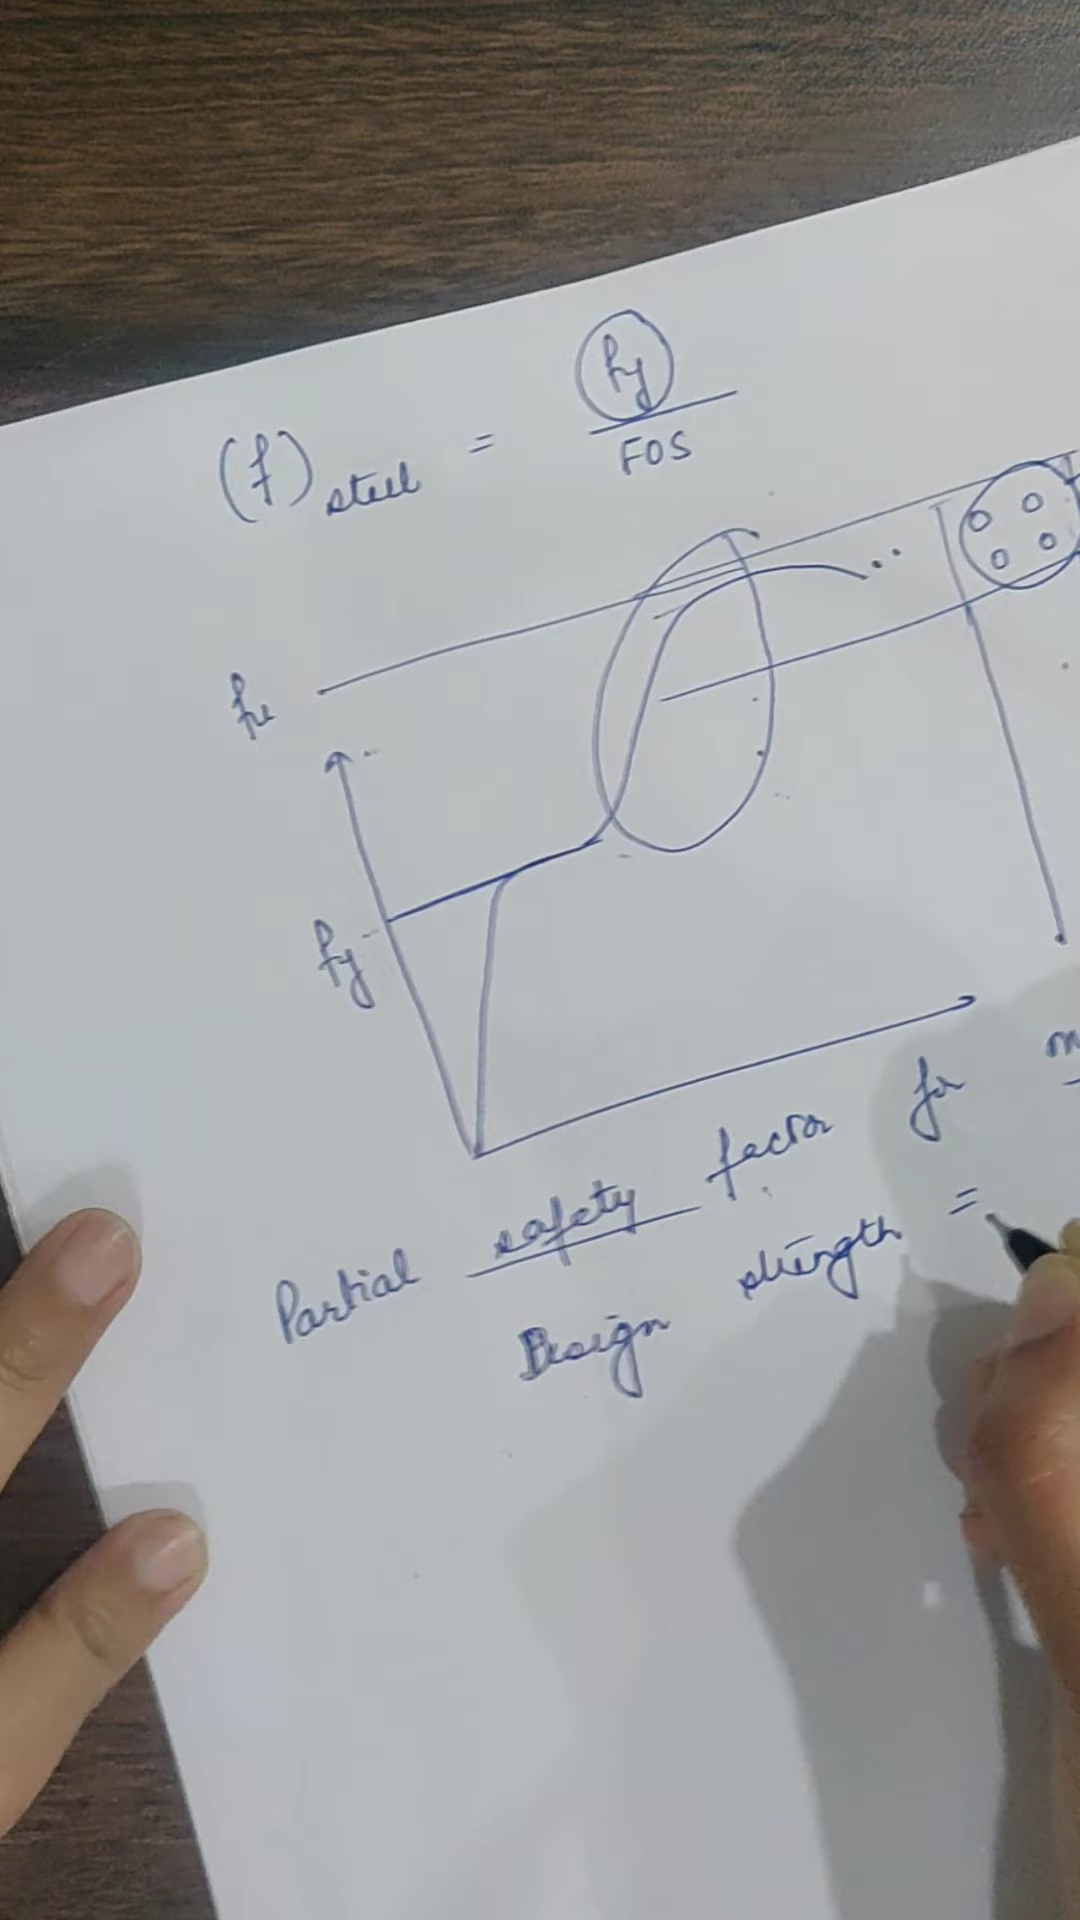 (f) steel = fy / FOS
fu
fy
Partial safety factor for
Design strength =